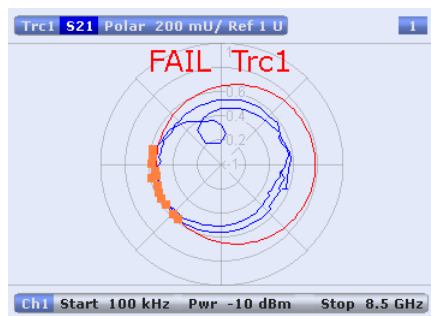 Trc1 S21 Polar 200 mU/ Ref 1 U 1
FAIL Trc1
1
0.6
0.4
0.2
-1
Ch1 Start 100 kHz Pwr -10 dBm Stop 8.5 GHz